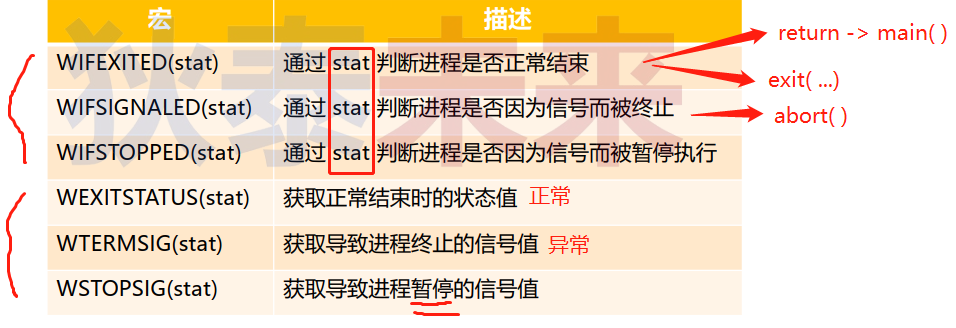 宏 描述
WIFEXITED(stat) 通过 stat 判断进程是否正常结束 return -> main( )
exit( ...)
WIFSIGNALED(stat) 通过 stat 判断进程是否因为信号而被终止 abort( )
WIFSTOPPED(stat) 通过 stat 判断进程是否因为信号而被暂停执行
WEXITSTATUS(stat) 获取正常结束时的状态值 正常
WTERMSIG(stat) 获取导致进程终止的信号值 异常
WSTOPSIG(stat) 获取导致进程暂停的信号值
狄泰未来